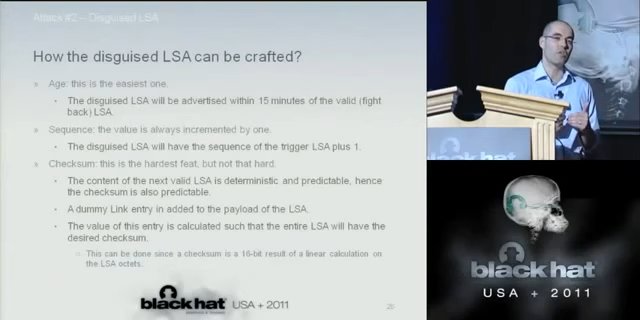 Attack #2 – Disguised LSA
How the disguised LSA can be crafted?
Age: this is the easiest one.
The disguised LSA will be advertised within 15 minutes of the valid (fight
back) LSA.
Sequence: the value is always incremented by one.
The disguised LSA will have the sequence of the trigger LSA plus 1.
Checksum: this is the hardest feat, but not that hard.
The content of the next valid LSA is deterministic and predictable, hence
the checksum is also predictable.
A dummy Link entry in added to the payload of the LSA.
The value of this entry is calculated such that the entire LSA will have the
desired checksum.
This can be done since a checksum is a 16-bit result of a linear calculation on
the LSA octets.
black hat USA + 2011
black hat
black hat
USA + 2011